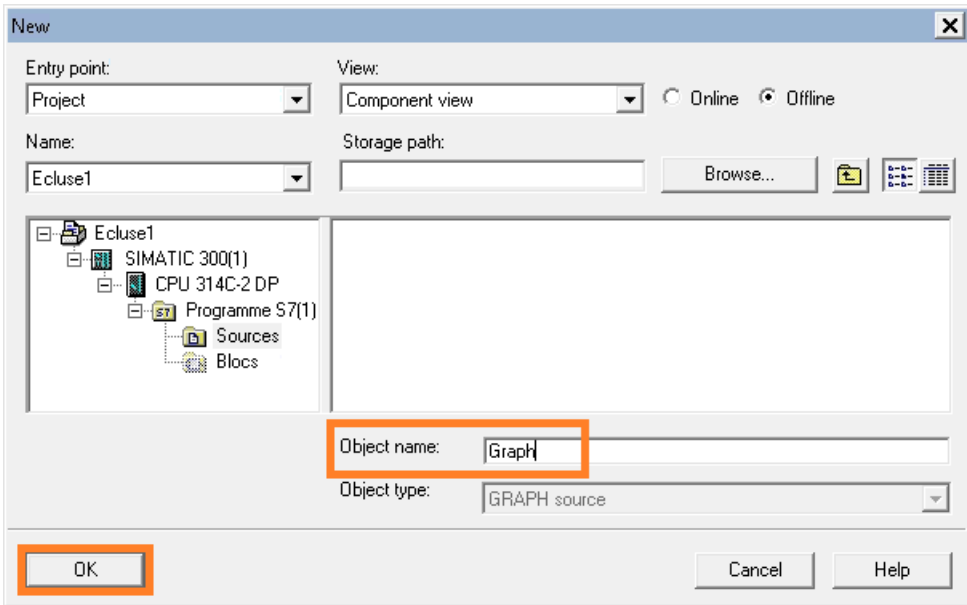 New
Entry point:
View:
Project
Component view
Online
Offline
Name:
Storage path:
Ecluse1
Browse...
Ecluse1
SIMATIC 300(1)
CPU 314C-2 DP
Programme S7(1)
Sources
Blocs
Object name:
Graph
Object type:
GRAPH source
OK
Cancel
Help